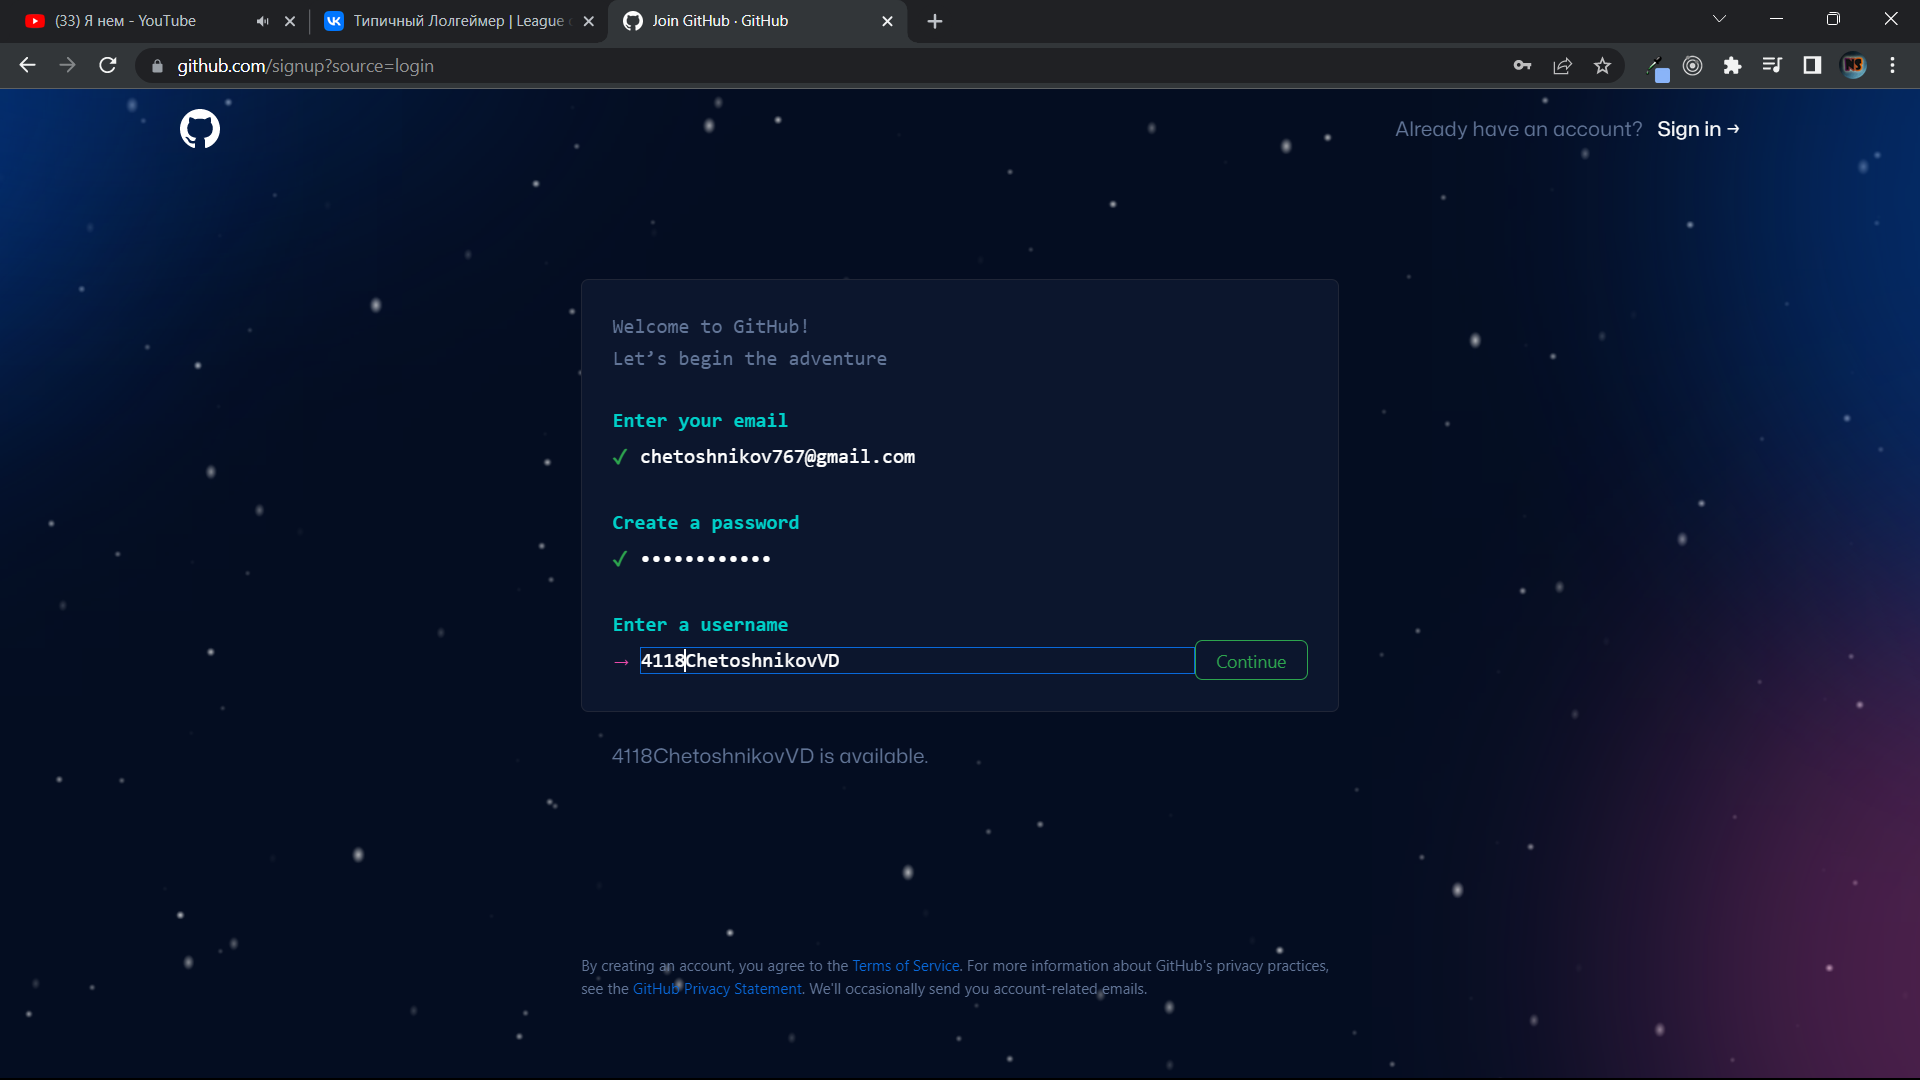 (33) Я нем - YouTube
Типичный Лолгеймер | League
Join GitHub · GitHub
github.com/signup?source=login
NS
Already have an account? Sign in →
Welcome to GitHub!
Let’s begin the adventure
Enter your email
✓ chetoshnikov767@gmail.com
Create a password
✓ ••••••••••••
Enter a username
→ 4118ChetoshnikovVD
Continue
4118ChetoshnikovVD is available.
By creating an account, you agree to the Terms of Service. For more information about GitHub's privacy practices,
see the GitHub Privacy Statement. We'll occasionally send you account-related emails.